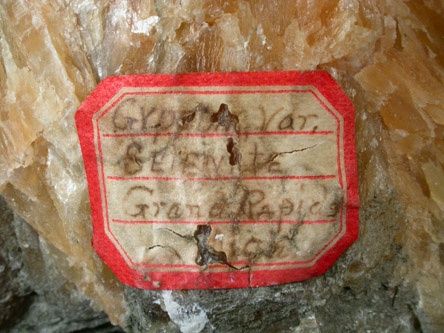 Gypsum, Var.
Selenite
Grand Rapids